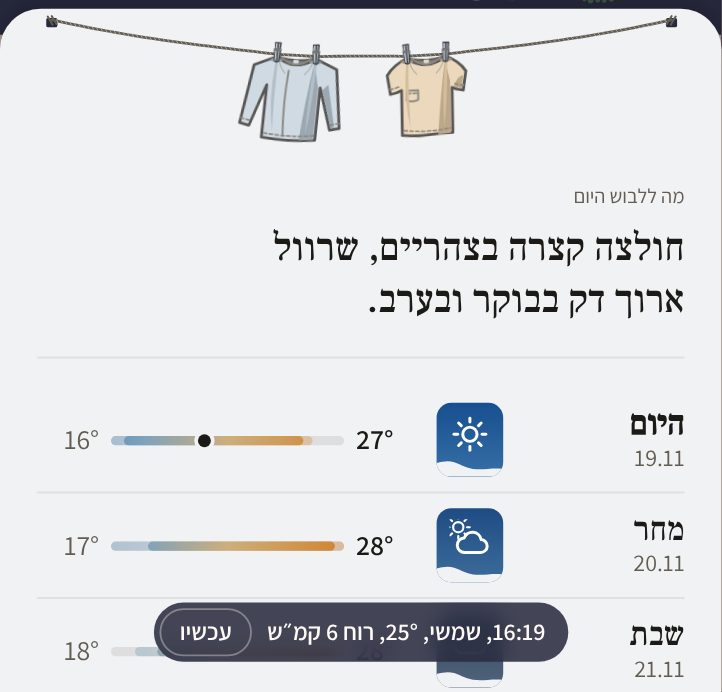 מה ללבוש היום
חולצה קצרה בצהריים, שרוול
ארוך דק בבוקר ובערב.
היום 27° 16°
19.11
מחר 28° 17°
20.11
שבת 28 18°
21.11
16:19, שמשי, 25°, רוח 6 קמ״ש עכשיו